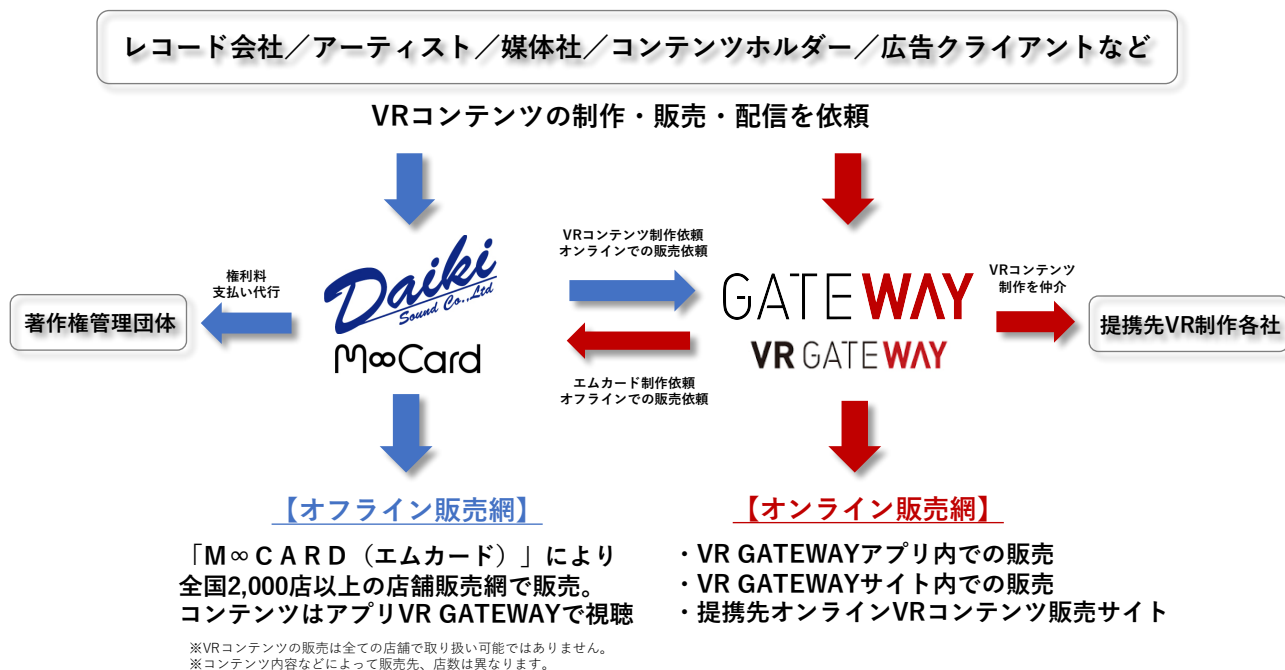 レコード会社／アーティスト／媒体社／コンテンツホルダー／広告クライアントなど
VRコンテンツの制作・販売・配信を依頼
権利料
支払い代行
著作権管理団体
Daiki
Sound Co.,Ltd
M∞Card
VRコンテンツ制作依頼
オンラインでの販売依頼
エムカード制作依頼
オフラインでの販売依頼
GATEWAY
VR GATEWAY
VRコンテンツ
制作を仲介
提携先VR制作各社
【オフライン販売網】
「M∞CARD（エムカード）」により
全国2,000店以上の店舗販売網で販売。
コンテンツはアプリVR GATEWAYで視聴
※VRコンテンツの販売は全ての店舗で取り扱い可能ではありません。
※コンテンツ内容などによって販売先、店数は異なります。
【オンライン販売網】
・VR GATEWAYアプリ内での販売
・VR GATEWAYサイト内での販売
・提携先オンラインVRコンテンツ販売サイト